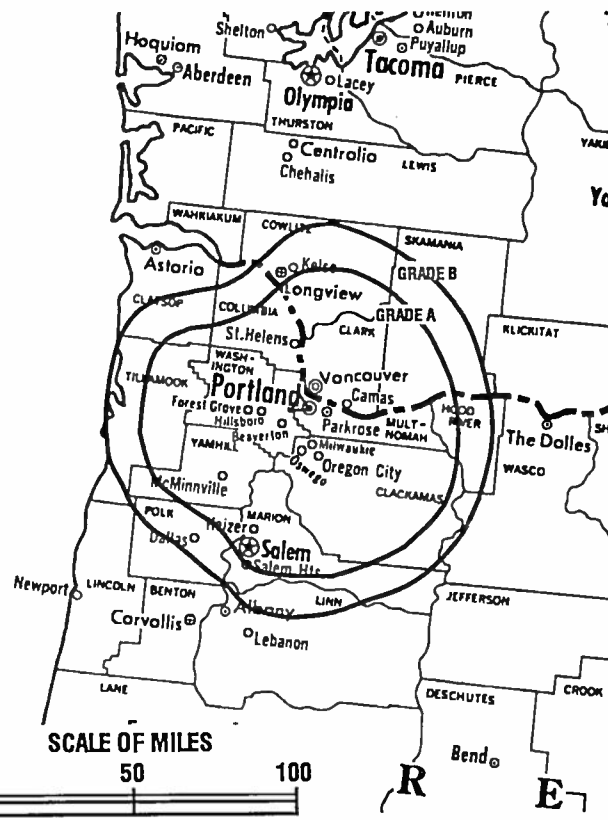 Shelton
Auburn
Puyallup
Hoquiam
Aberdeen
Tacoma
PIERCE
Lacey
Olympia
THURSTON
PACIFIC
Centrolia
LEWIS
Chehalis
WAHKIAKUM
COWLITZ
SKAMANIA
Astoria
Kelso
GRADE B
Longview
CLATSOP
COLUMBIA
GRADE A
CLARK
KLICKITAT
St.Helens
WASH-
INGTON
TILLAMOOK
Vancouver
Portland
Camas
Forest Grove
HOOD
RIVER
Hillsboro
Parkrose
MULT-
NOMAH
The Dalles
Beaverton
Milwaukie
YAMHILL
Oswego
Oregon City
WASCO
McMinnville
CLACKAMAS
POLK
MARION
Keizer
Dallas
Salem
Salem Hts
Newport
LINCOLN
BENTON
LINN
JEFFERSON
Albany
Corvallis
Lebanon
LANE
DESCHUTES
CROOK
SCALE OF MILES
Bend
50
100
R
E